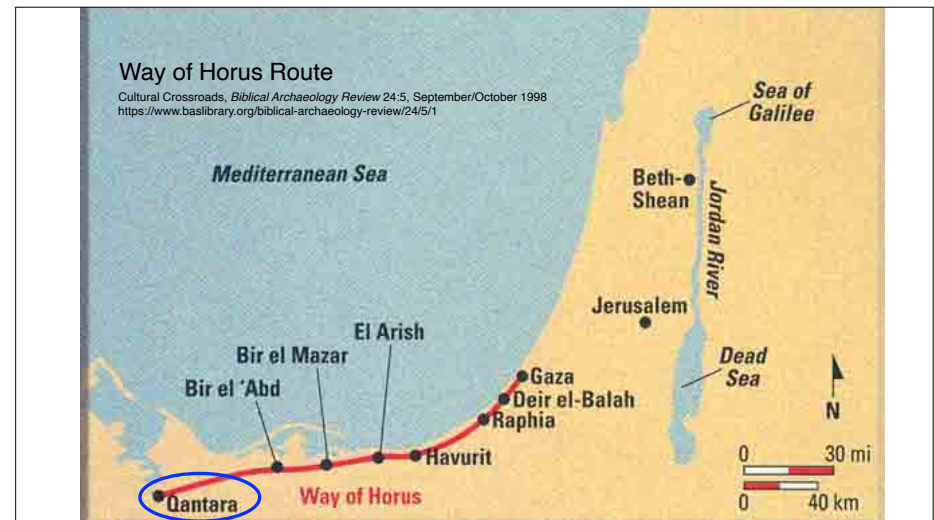 Way of Horus Route
Cultural Crossroads, Biblical Archaeology Review 24:5, September/October 1998
https://www.baslibrary.org/biblical-archaeology-review/24/5/1
Sea of
Galilee
Mediterranean Sea
Beth-
Shean
Jordan River
Jerusalem
El Arish
Bir el Mazar
Bir el 'Abd
Dead
Sea
Gaza
Deir el-Balah
Raphia
N
Havurit
0 30 mi
Qantara
Way of Horus
0 40 km